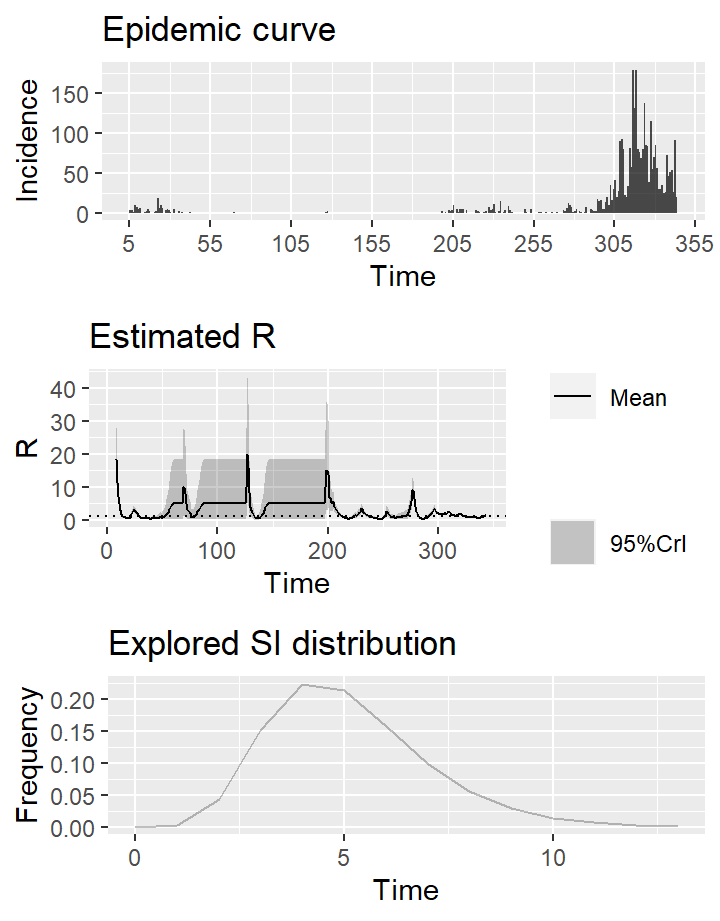 Epidemic curve
Incidence
150
100
50
0
5 55 105 155 205 255 305 355
Time
Estimated R
R
40
30
20
10
0
0 100 200 300
Time
Mean
95%CrI
Explored SI distribution
Frequency
0.20
0.15
0.10
0.05
0.00
0 5 10
Time